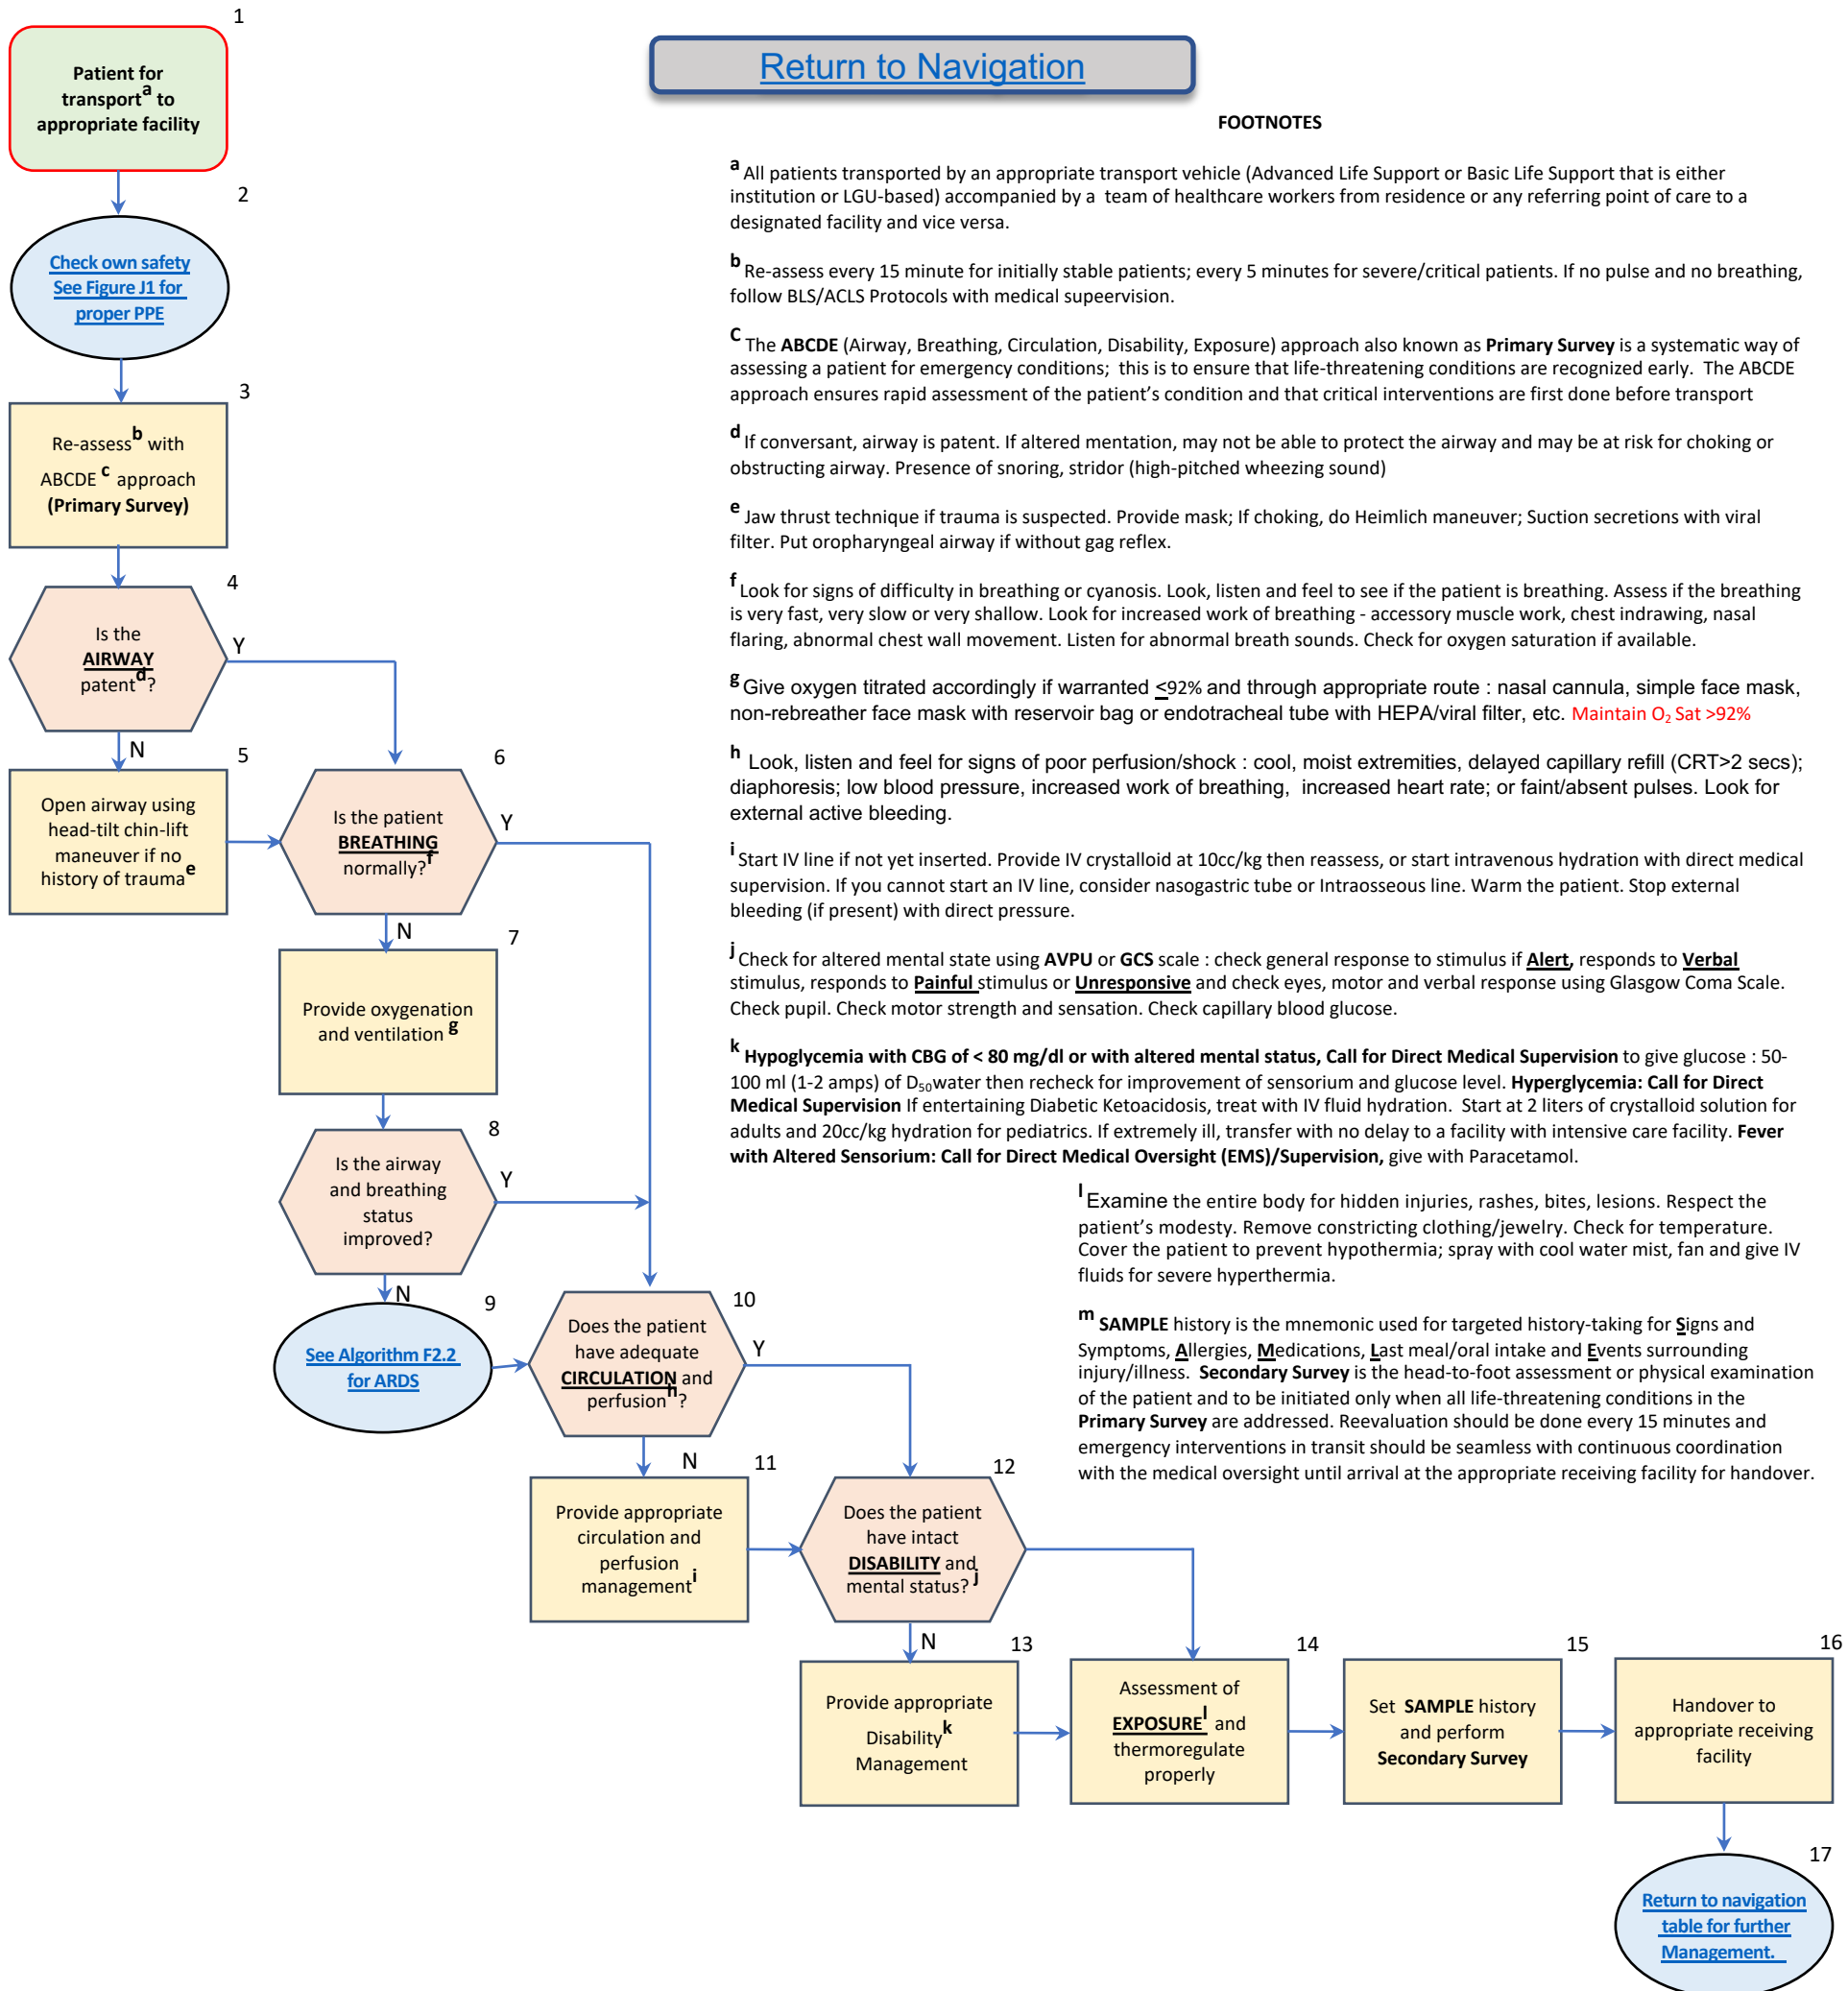 1
Patient for
transporta to
appropriate facility
Return to Navigation
2
Check own safety
See Figure J1 for
proper PPE
3
Re-assessb with
ABCDE c approach
(Primary Survey)
4
Is the
AIRWAY
patentd?
Y
N
5
Open airway using
head-tilt chin-lift
maneuver if no
history of traumae
6
Is the patient
BREATHING
normally?f
Y
N
7
Provide oxygenation
and ventilation g
8
Is the airway
and breathing
status
improved?
Y
N
9
See Algorithm F2.2
for ARDS
10
Does the patient
have adequate
CIRCULATION and
perfusionh?
Y
N
11
Provide appropriate
circulation and
perfusion
managementi
12
Does the patient
have intact
DISABILITY and
mental status? j
N
13
Provide appropriate
Disabilityk
Management
14
Assessment of
EXPOSUREl and
thermoregulate
properly
15
Set SAMPLE history
and perform
Secondary Survey
16
Handover to
appropriate receiving
facility
17
Return to navigation
table for further
Management.
FOOTNOTES
a All patients transported by an appropriate transport vehicle (Advanced Life Support or Basic Life Support that is either
institution or LGU-based) accompanied by a team of healthcare workers from residence or any referring point of care to a
designated facility and vice versa.
b Re-assess every 15 minute for initially stable patients; every 5 minutes for severe/critical patients. If no pulse and no breathing,
follow BLS/ACLS Protocols with medical supeervision.
C The ABCDE (Airway, Breathing, Circulation, Disability, Exposure) approach also known as Primary Survey is a systematic way of
assessing a patient for emergency conditions; this is to ensure that life-threatening conditions are recognized early. The ABCDE
approach ensures rapid assessment of the patient's condition and that critical interventions are first done before transport
d If conversant, airway is patent. If altered mentation, may not be able to protect the airway and may be at risk for choking or
obstructing airway. Presence of snoring, stridor (high-pitched wheezing sound)
e Jaw thrust technique if trauma is suspected. Provide mask; If choking, do Heimlich maneuver; Suction secretions with viral
filter. Put oropharyngeal airway if without gag reflex.
f Look for signs of difficulty in breathing or cyanosis. Look, listen and feel to see if the patient is breathing. Assess if the breathing
is very fast, very slow or very shallow. Look for increased work of breathing - accessory muscle work, chest indrawing, nasal
flaring, abnormal chest wall movement. Listen for abnormal breath sounds. Check for oxygen saturation if available.
g Give oxygen titrated accordingly if warranted <92% and through appropriate route : nasal cannula, simple face mask,
non-rebreather face mask with reservoir bag or endotracheal tube with HEPA/viral filter, etc. Maintain O2 Sat >92%
h Look, listen and feel for signs of poor perfusion/shock : cool, moist extremities, delayed capillary refill (CRT>2 secs);
diaphoresis; low blood pressure, increased work of breathing, increased heart rate; or faint/absent pulses. Look for
external active bleeding.
i Start IV line if not yet inserted. Provide IV crystalloid at 10cc/kg then reassess, or start intravenous hydration with direct medical
supervision. If you cannot start an IV line, consider nasogastric tube or Intraosseous line. Warm the patient. Stop external
bleeding (if present) with direct pressure.
j Check for altered mental state using AVPU or GCS scale : check general response to stimulus if Alert, responds to Verbal
stimulus, responds to Painful stimulus or Unresponsive and check eyes, motor and verbal response using Glasgow Coma Scale.
Check pupil. Check motor strength and sensation. Check capillary blood glucose.
k Hypoglycemia with CBG of < 80 mg/dl or with altered mental status, Call for Direct Medical Supervision to give glucose : 50-
100 ml (1-2 amps) of D50water then recheck for improvement of sensorium and glucose level. Hyperglycemia: Call for Direct
Medical Supervision If entertaining Diabetic Ketoacidosis, treat with IV fluid hydration. Start at 2 liters of crystalloid solution for
adults and 20cc/kg hydration for pediatrics. If extremely ill, transfer with no delay to a facility with intensive care facility. Fever
with Altered Sensorium: Call for Direct Medical Oversight (EMS)/Supervision, give with Paracetamol.
l Examine the entire body for hidden injuries, rashes, bites, lesions. Respect the
patient's modesty. Remove constricting clothing/jewelry. Check for temperature.
Cover the patient to prevent hypothermia; spray with cool water mist, fan and give IV
fluids for severe hyperthermia.
m SAMPLE history is the mnemonic used for targeted history-taking for Signs and
Symptoms, Allergies, Medications, Last meal/oral intake and Events surrounding
injury/illness. Secondary Survey is the head-to-foot assessment or physical examination
of the patient and to be initiated only when all life-threatening conditions in the
Primary Survey are addressed. Reevaluation should be done every 15 minutes and
emergency interventions in transit should be seamless with continuous coordination
with the medical oversight until arrival at the appropriate receiving facility for handover.